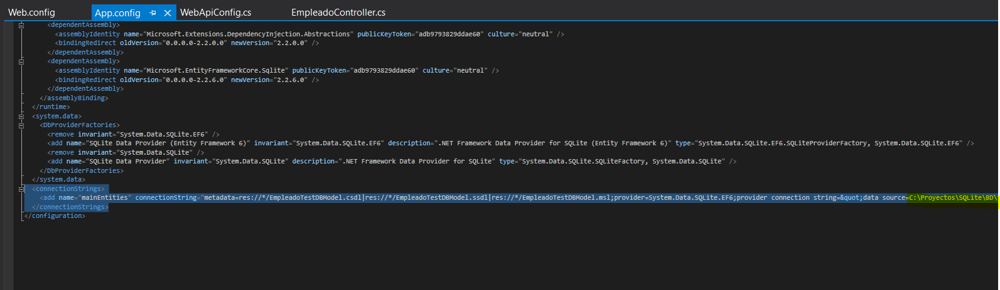 Web.config App.config WebApiConfig.cs EmpleadoController.cs
<dependentAssembly>
<assemblyIdentity name="Microsoft.Extensions.DependencyInjection.Abstractions" publicKeyToken="adb9793829ddae60" culture="neutral" />
<bindingRedirect oldVersion="0.0.0.0-2.2.0.0" newVersion="2.2.0.0" />
</dependentAssembly>
<dependentAssembly>
<assemblyIdentity name="Microsoft.EntityFrameworkCore.Sqlite" publicKeyToken="adb9793829ddae60" culture="neutral" />
<bindingRedirect oldVersion="0.0.0.0-2.2.6.0" newVersion="2.2.6.0" />
</dependentAssembly>
</assemblyBinding>
</runtime>
<system.data>
<DbProviderFactories>
<remove invariant="System.Data.SQLite.EF6" />
<add name="SQLite Data Provider (Entity Framework 6)" invariant="System.Data.SQLite.EF6" description=".NET Framework Data Provider for SQLite (Entity Framework 6)" type="System.Data.SQLite.EF6.SQLiteProviderFactory, System.Data.SQLite.EF6" />
<remove invariant="System.Data.SQLite" />
<add name="SQLite Data Provider" invariant="System.Data.SQLite" description=".NET Framework Data Provider for SQLite" type="System.Data.SQLite.SQLiteFactory, System.Data.SQLite" />
</DbProviderFactories>
</system.data>
<connectionStrings>
<add name="mainEntities" connectionString="metadata=res://*/EmpleadoTestDBModel.csdl|res://*/EmpleadoTestDBModel.ssdl|res://*/EmpleadoTestDBModel.msl;provider=System.Data.SQLite.EF6;provider connection string=&quot;data source=C:\Proyectos\SQLite\BD\
</connectionStrings>
</configuration>